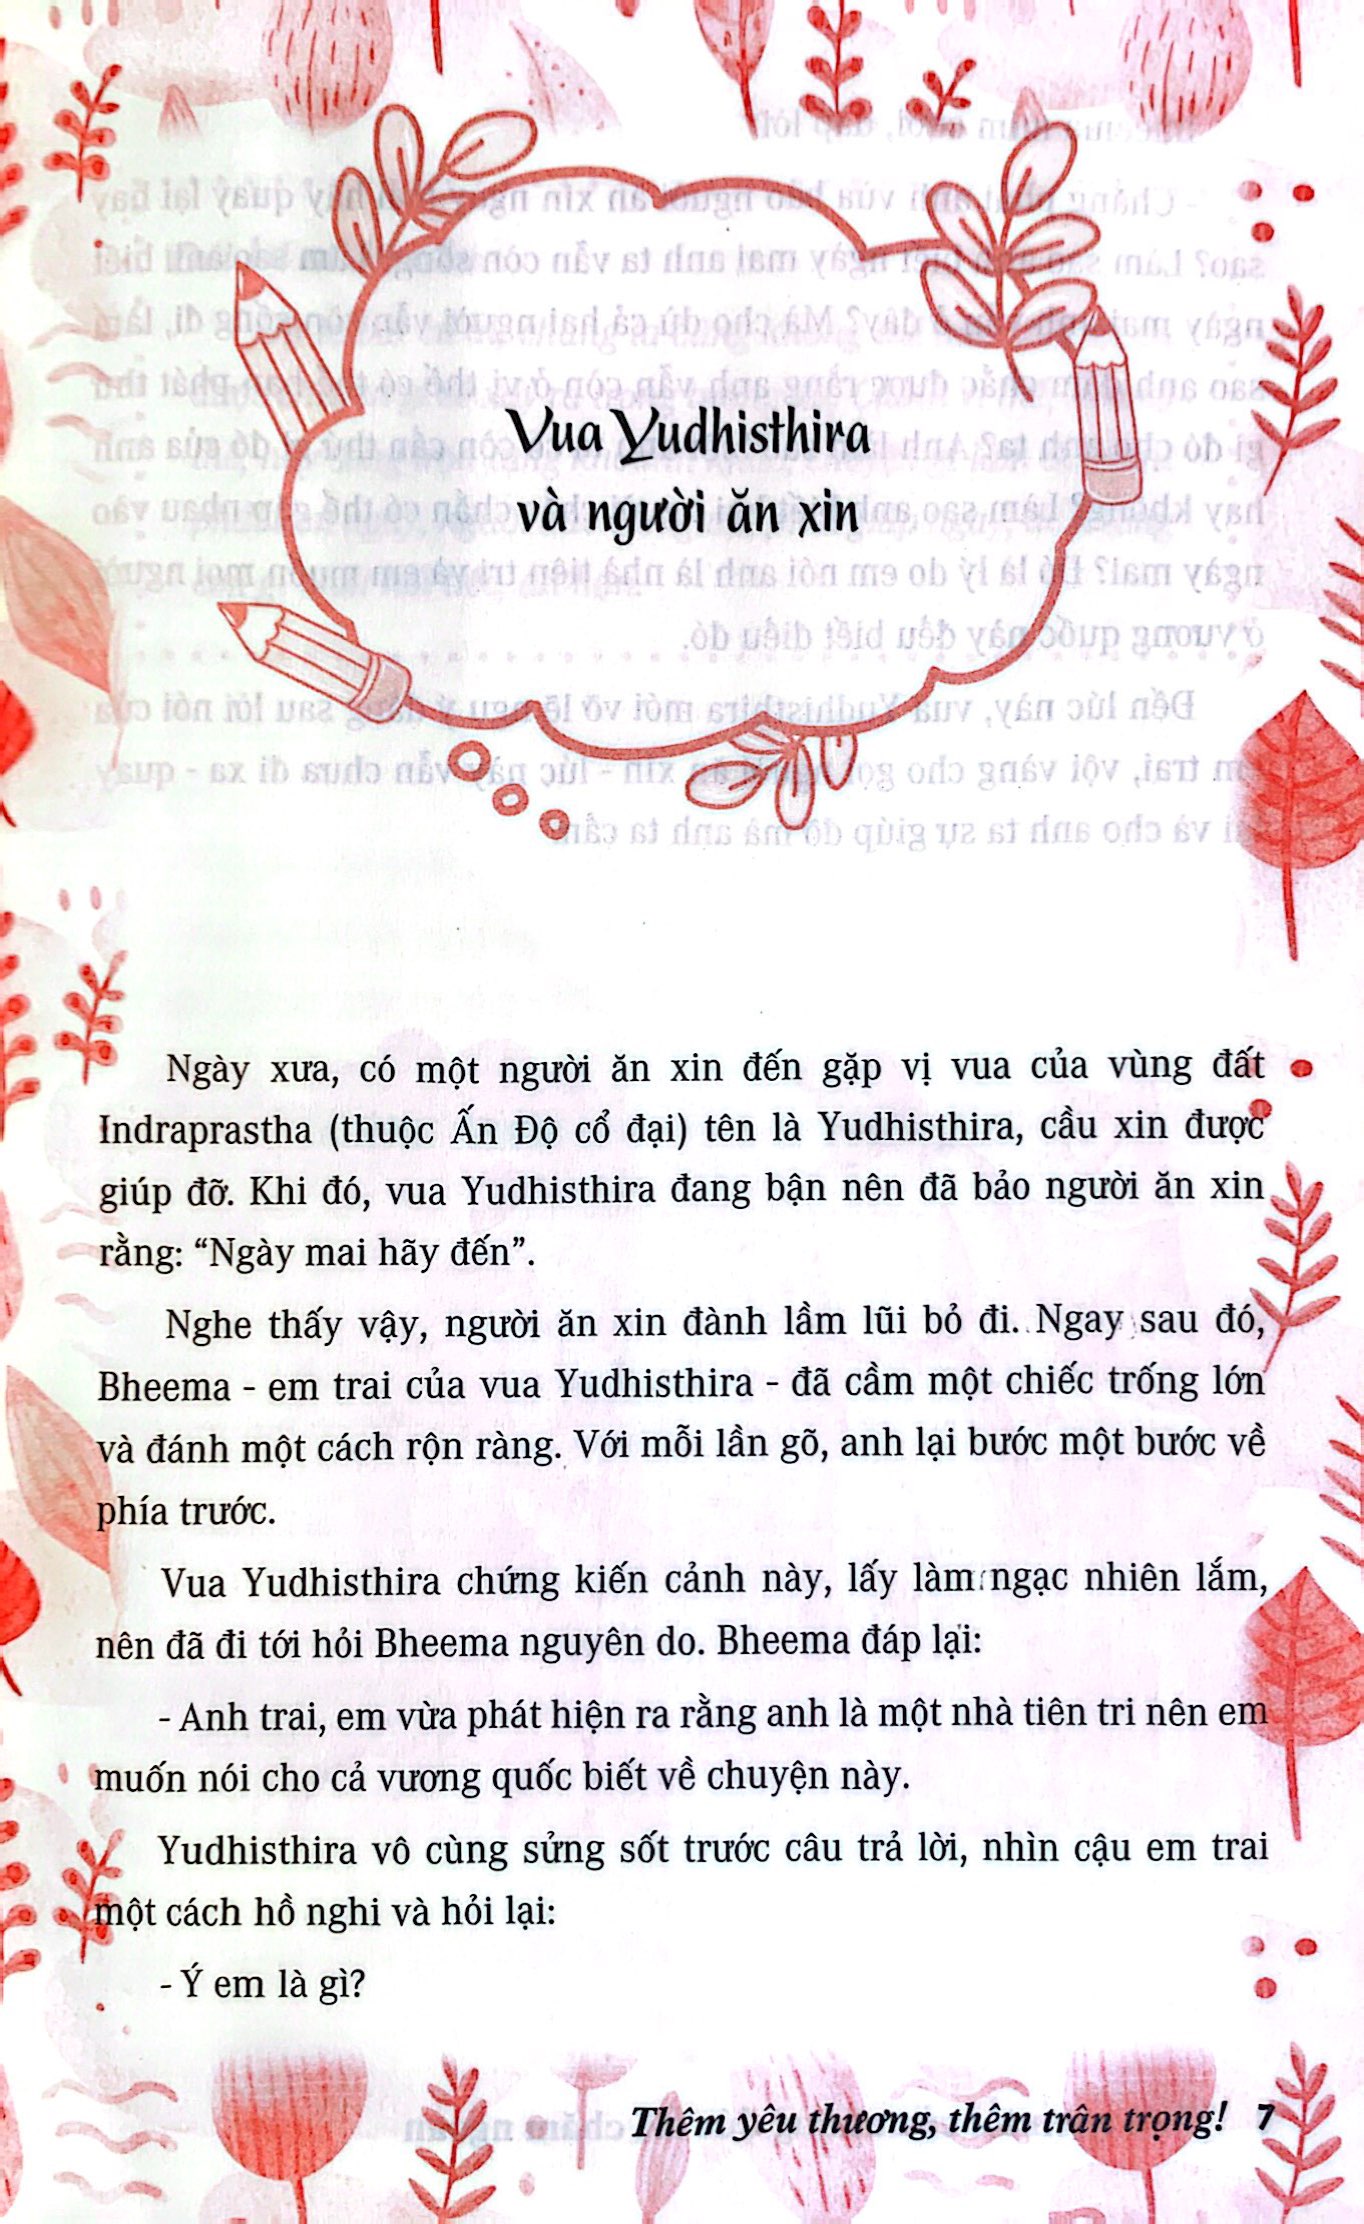 Vua Yudhisthira
và người ăn xin
Ngày xưa, có một người ăn xin đến gặp vị vua của vùng đất
Indraprastha (thuộc Ấn Độ cổ đại) tên là Yudhisthira, cầu xin được
giúp đỡ. Khi đó, vua Yudhisthira đang bận nên đã bảo người ăn xin
rằng: “Ngày mai hãy đến”.
Nghe thấy vậy, người ăn xin đành lầm lũi bỏ đi. Ngay sau đó,
Bheema - em trai của vua Yudhisthira - đã cầm một chiếc trống lớn
và đánh một cách rộn ràng. Với mỗi lần gõ, anh lại bước một bước về
phía trước.
Vua Yudhisthira chứng kiến cảnh này, lấy làm ngạc nhiên lắm,
nên đã đi tới hỏi Bheema nguyên do. Bheema đáp lại:
- Anh trai, em vừa phát hiện ra rằng anh là một nhà tiên tri nên em
muốn nói cho cả vương quốc biết về chuyện này.
Yudhisthira vô cùng sửng sốt trước câu trả lời, nhìn cậu em trai
một cách hồ nghi và hỏi lại:
- Ý em là gì?
Thêm yêu thương, thêm trân trọng! 7